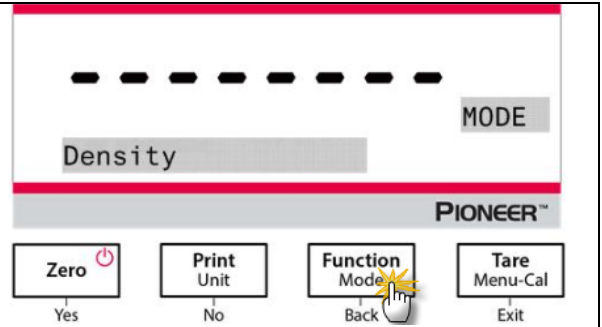 --------
MODE
Density
PIONEER™
Zero
Print
Unit
Function
Mode
Tare
Menu-Cal
Yes
No
Back
Exit